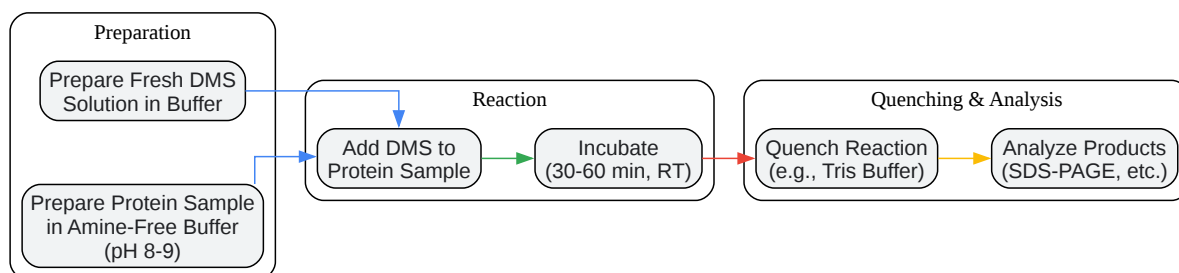 Preparation
Prepare Fresh DMS
Solution in Buffer
Prepare Protein Sample
in Amine-Free Buffer
(pH 8-9)
Reaction
Add DMS to
Protein Sample
Incubate
(30-60 min, RT)
Quenching & Analysis
Quench Reaction
(e.g., Tris Buffer)
Analyze Products
(SDS-PAGE, etc.)